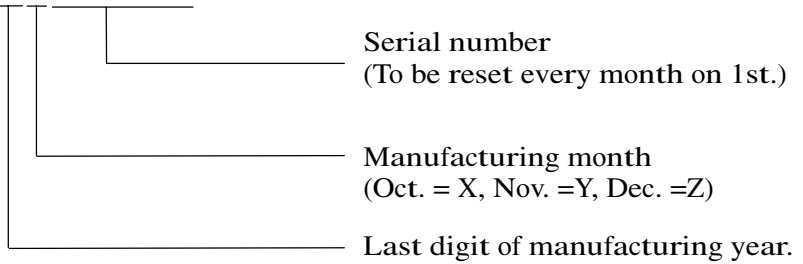 Serial number
(To be reset every month on 1st.)
Manufacturing month
(Oct. = X, Nov. =Y, Dec. =Z)
Last digit of manufacturing year.